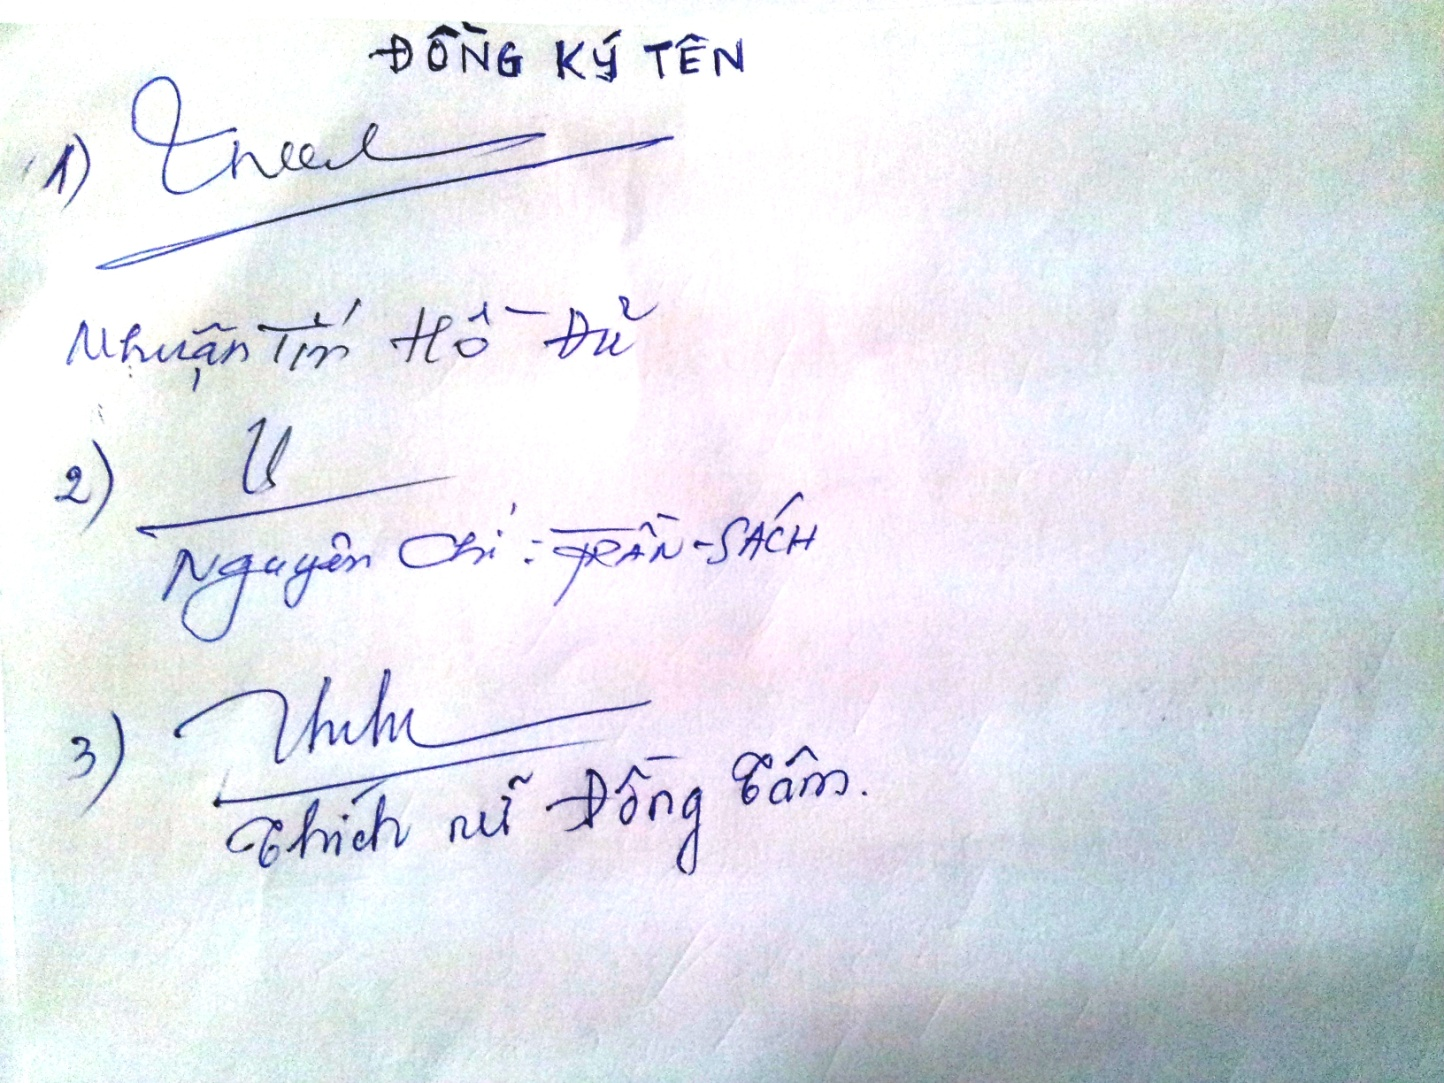 ĐỒNG KÝ TÊN
1)
Nhuận Tín Hồ Đủ
2)
Nguyên Chí : TRẦN-SÁCH
3)
Thích nữ Đồng Tâm.